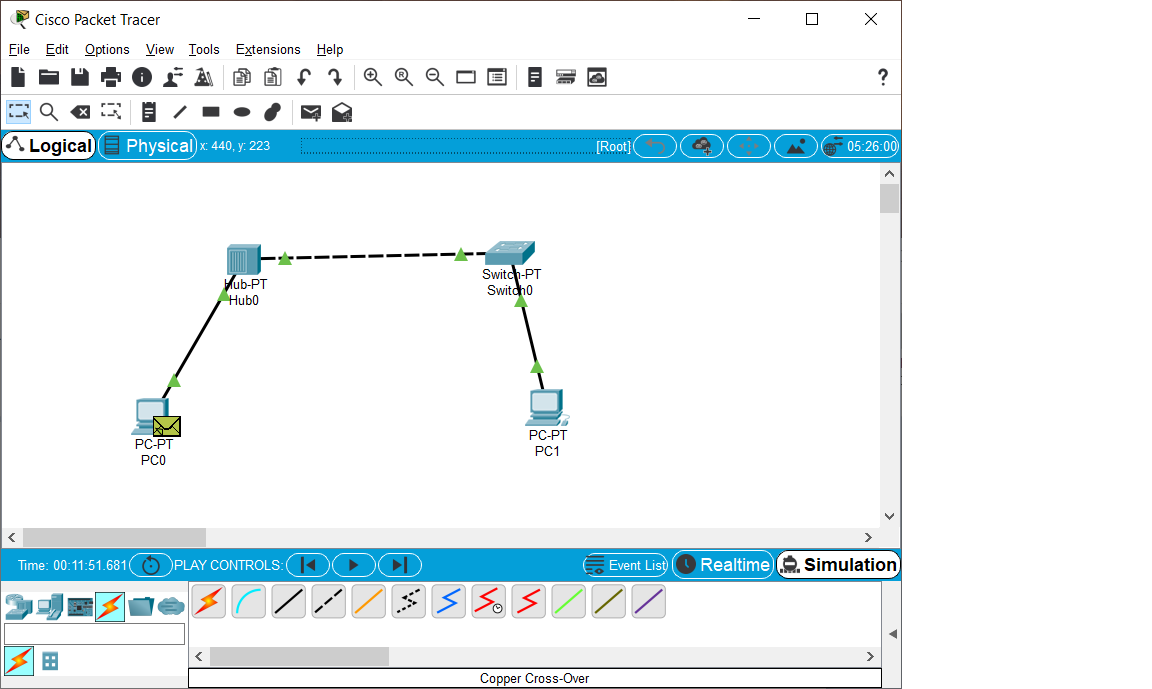 Cisco Packet Tracer
File Edit Options View Tools Extensions Help
R
?
Logical Physical x: 440, y: 223 [Root] 05:26:00
Hub-PT
Hub0
Switch-PT
Switch0
PC-PT
PC0
PC-PT
PC1
Time: 00:11:51.681 PLAY CONTROLS: Event List Realtime Simulation
Copper Cross-Over